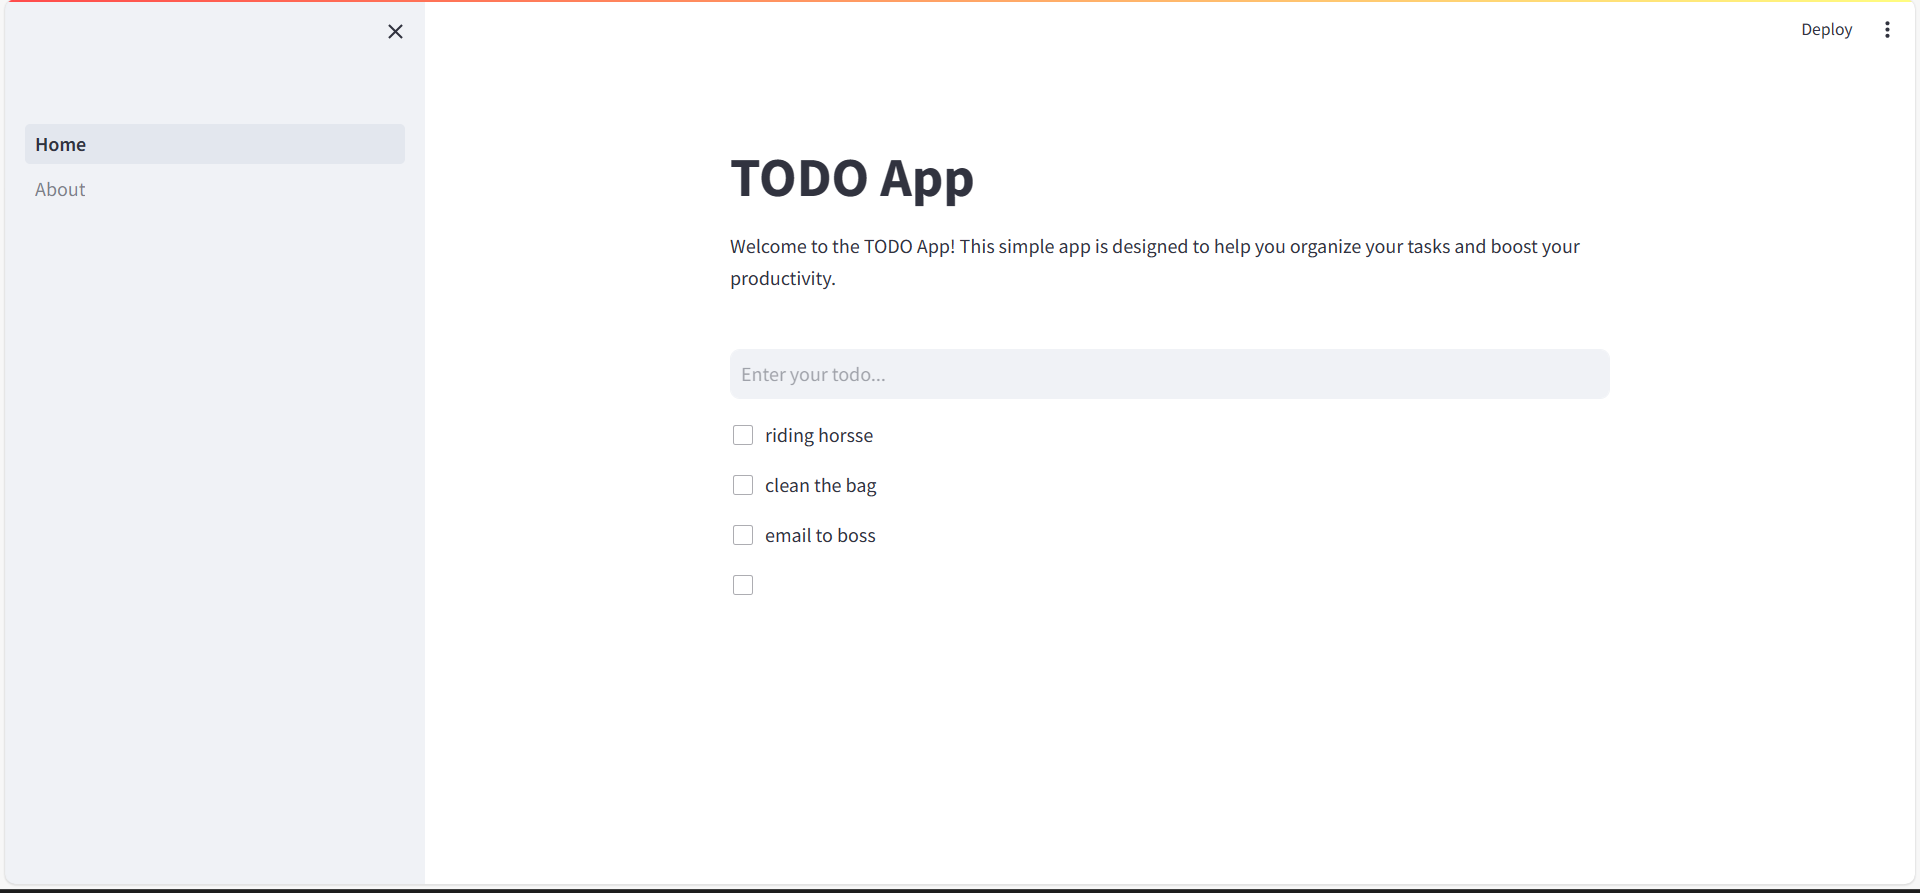 Deploy
Home
About
TODO App
Welcome to the TODO App! This simple app is designed to help you organize your tasks and boost your
productivity.
Enter your todo...
riding horsse
clean the bag
email to boss